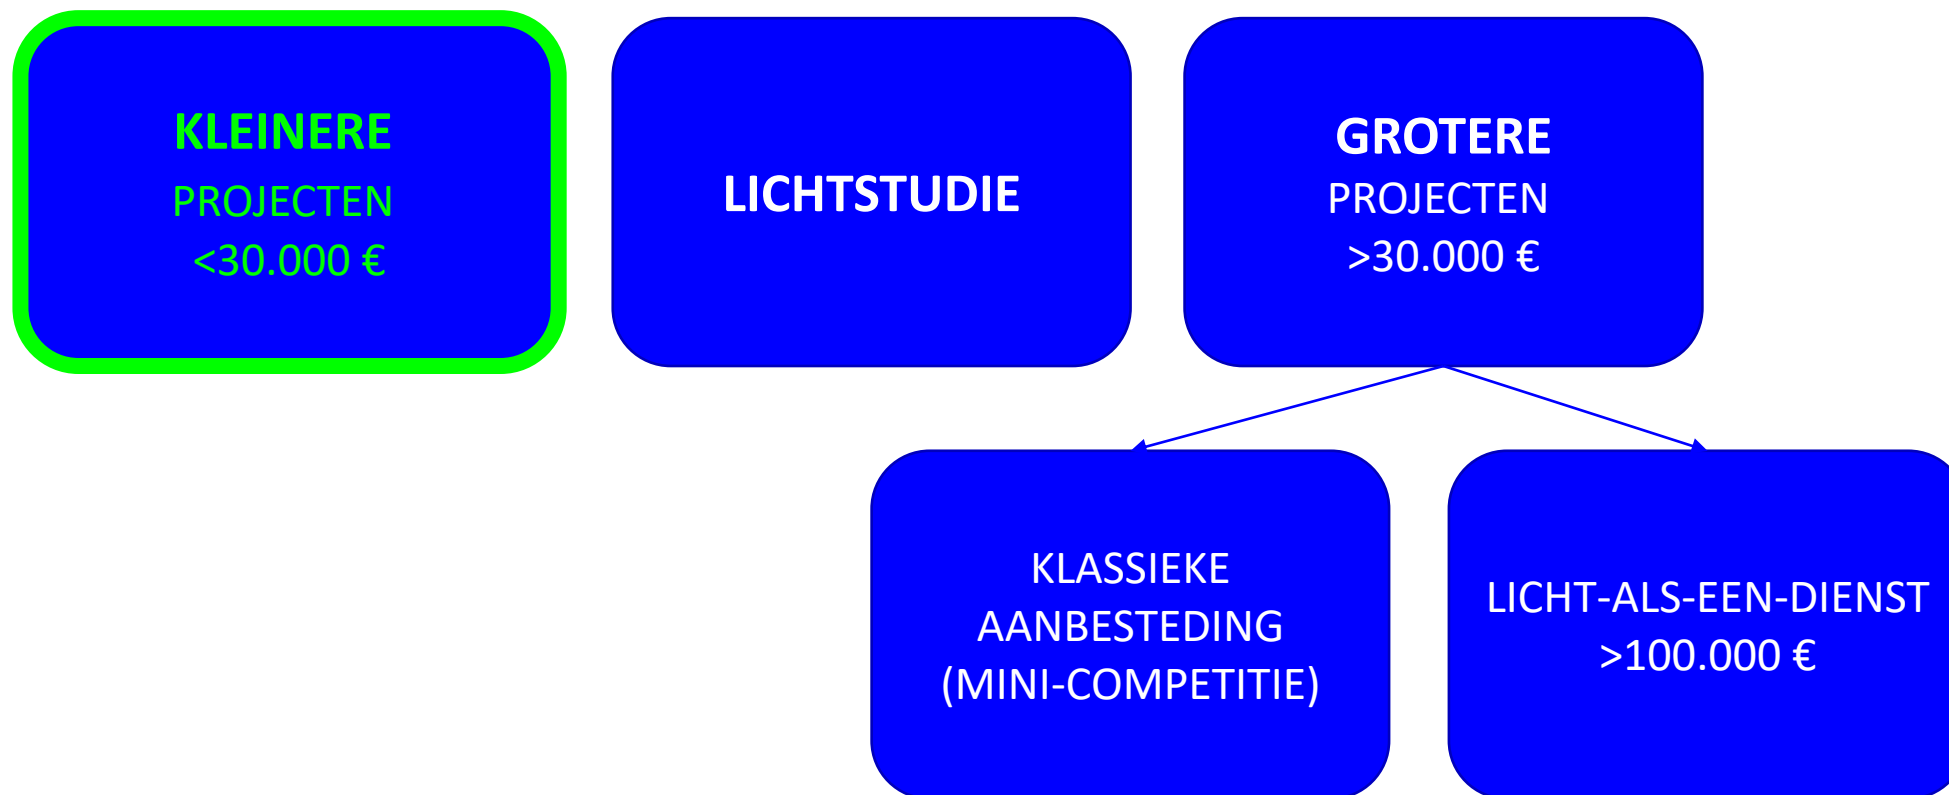 KLEINERE
PROJECTEN
<30.000 €
LICHTSTUDIE
GROTERE
PROJECTEN
>30.000 €
KLASSIEKE
AANBESTEDING
(MINI-COMPETITIE)
LICHT-ALS-EEN-DIENST
>100.000 €